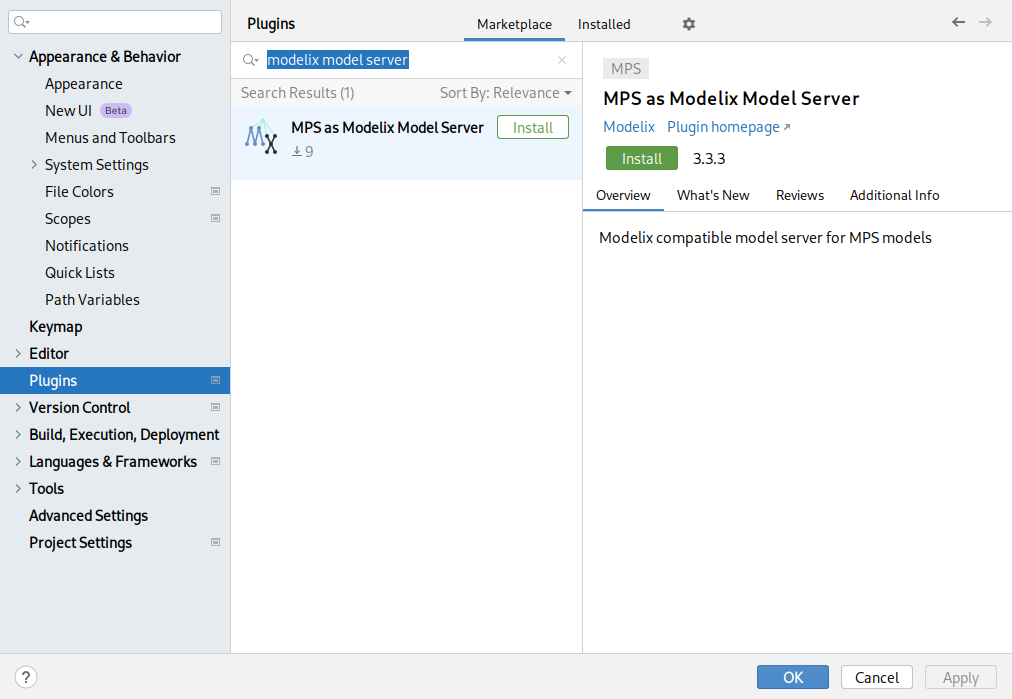 Plugins
Marketplace
Installed
modelix model server
Appearance & Behavior
Appearance
New UI Beta
Menus and Toolbars
System Settings
File Colors
Scopes
Notifications
Quick Lists
Path Variables
Keymap
Editor
Plugins
Version Control
Build, Execution, Deployment
Languages & Frameworks
Tools
Advanced Settings
Project Settings
Search Results (1)
Sort By: Relevance
MPS as Modelix Model Server
Install
9
MPS
MPS as Modelix Model Server
Modelix Plugin homepage
Install 3.3.3
Overview
What's New
Reviews
Additional Info
Modelix compatible model server for MPS models
?
OK
Cancel
Apply